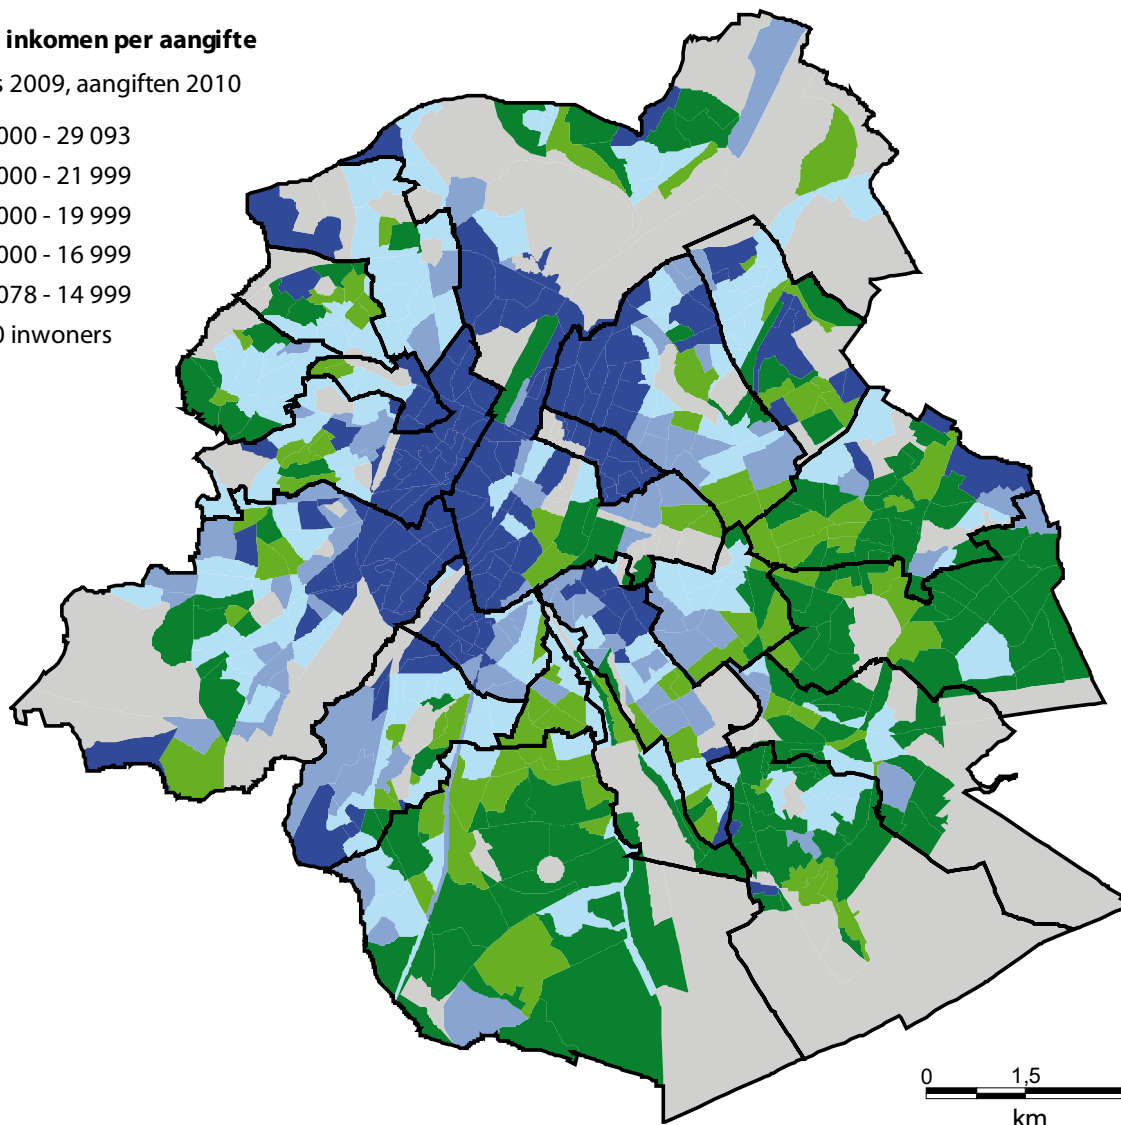 inkomen per aangifte
2009, aangiften 2010
000 - 29 093
000 - 21 999
000 - 19 999
000 - 16 999
078 - 14 999
0 inwoners
0 1,5
km